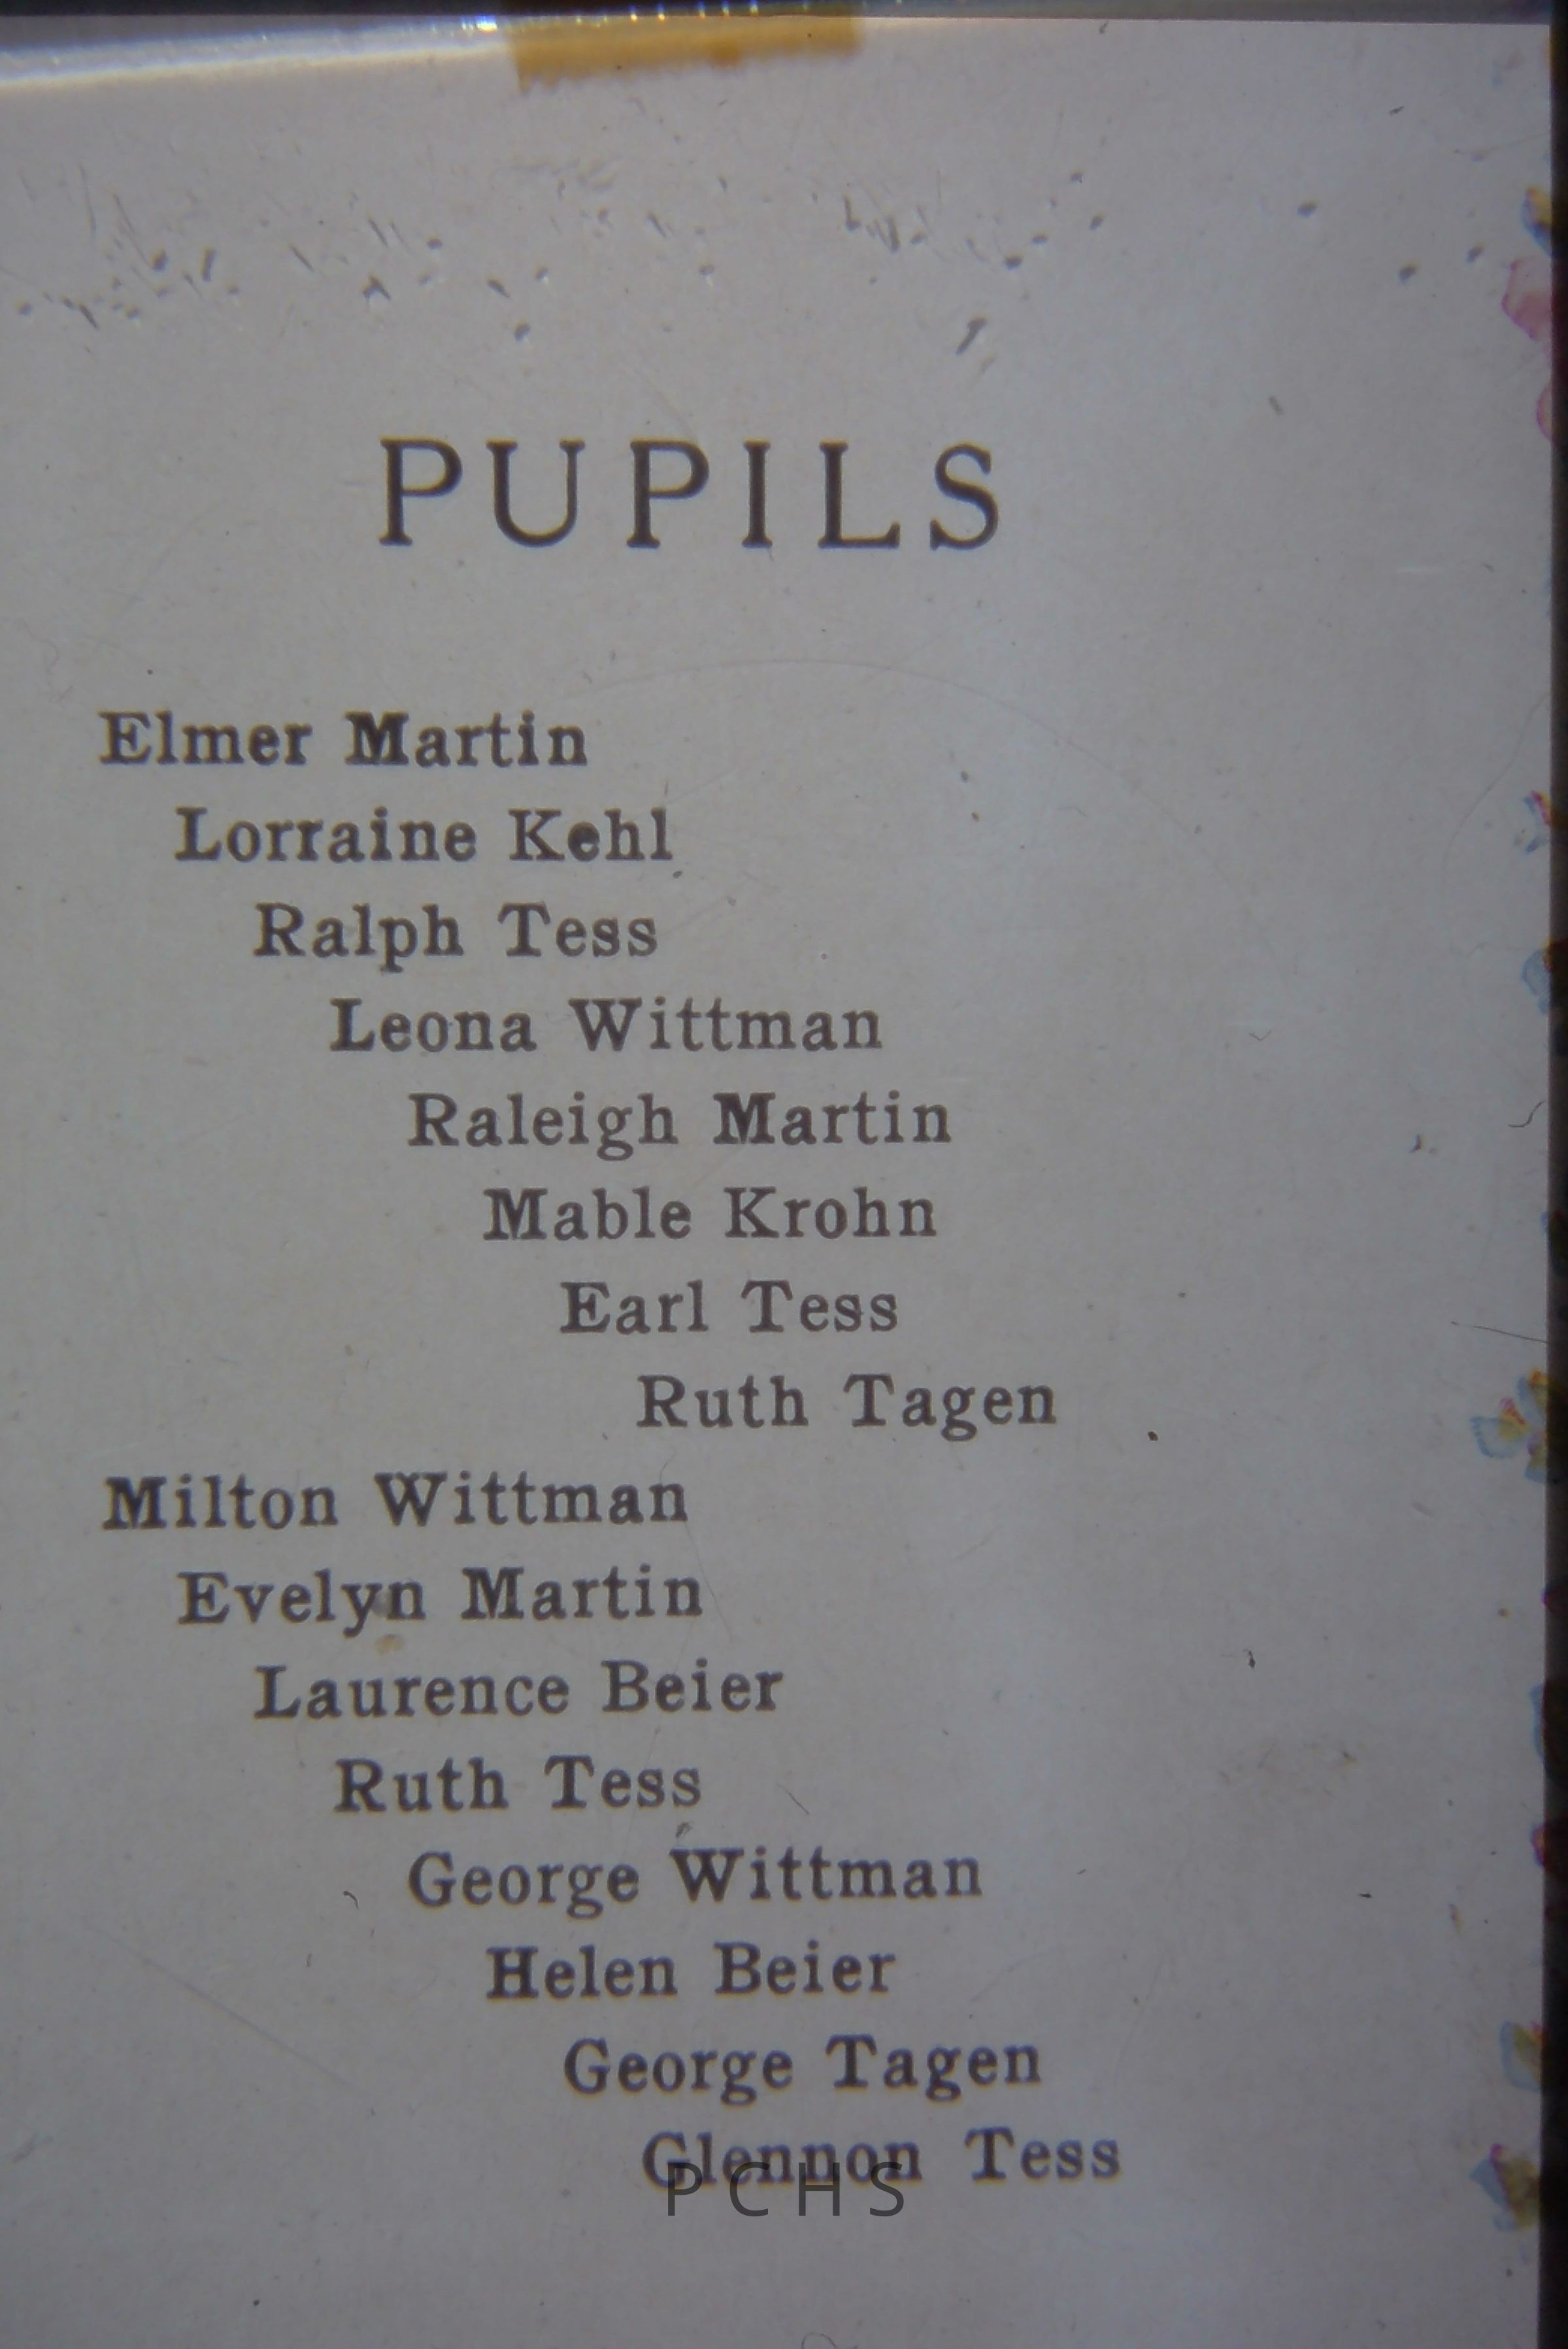 PUPILS
Elmer Martin
Lorraine Kehl
Ralph Tess
Leona Wittman
Raleigh Martin
Mable Krohn
Earl Tess
Ruth Tagen
Milton Wittman
Evelyn Martin
Laurence Beier
Ruth Tess
George Wittman
Helen Beier
George Tagen
Glennon Tess
PCHS